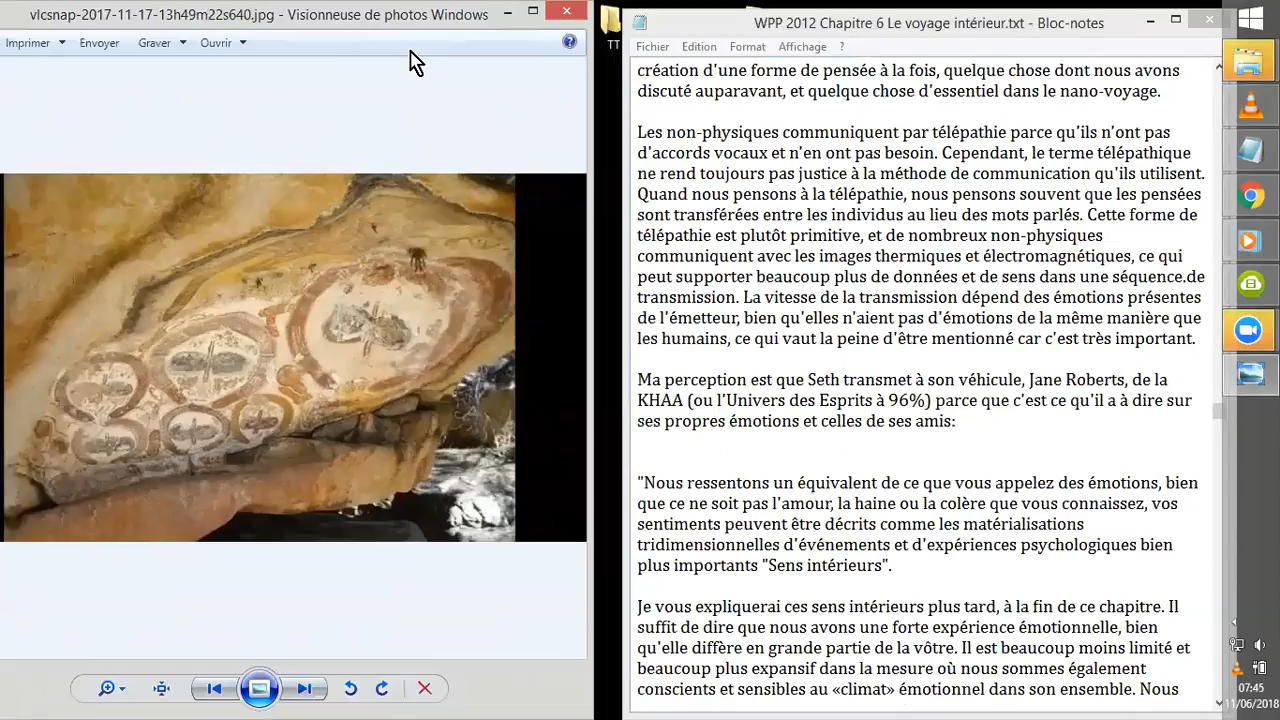 vlsnap-2017-11-17-13h49m22s640.jpg - Visionneuse de photos Windows
Imprimer
Envoyer
Graver
Ouvrir
TT
WPP 2012 Chapitre 6 Le voyage intérieur.txt - Bloc-notes
Fichier Edition Format Affichage ?
création d'une forme de pensée à la fois, quelque chose dont nous avons
discuté auparavant, et quelque chose d'essentiel dans le nano-voyage.
Les non-physiques communiquent par télépathie parce qu'ils n'ont pas
d'accords vocaux et n'en ont pas besoin. Cependant, le terme télépathique
ne rend toujours pas justice à la méthode de communication qu'ils utilisent.
Quand nous pensons à la télépathie, nous pensons souvent que les pensées
sont transférées entre les individus au lieu des mots parlés. Cette forme de
télépathie est plutôt primitive, et de nombreux non-physiques
communiquent avec les images thermiques et électromagnétiques, ce qui
peut supporter beaucoup plus de données et de sens dans une séquence.de
transmission. La vitesse de la transmission dépend des émotions présentes
de l'émetteur, bien qu'elles n'aient pas d'émotions de la même manière que
les humains, ce qui vaut la peine d'être mentionné car c'est très important.
Ma perception est que Seth transmet à son véhicule, Jane Roberts, de la
KHAA (ou l'Univers des Esprits à 96%) parce que c'est ce qu'il a à dire sur
ses propres émotions et celles de ses amis:
"Nous ressentons un équivalent de ce que vous appelez des émotions, bien
que ce ne soit pas l'amour, la haine ou la colère que vous connaissez, vos
sentiments peuvent être décrits comme les matérialisations
tridimensionnelles d'événements et d'expériences psychologiques bien
plus importants "Sens intérieurs".
Je vous expliquerai ces sens intérieurs plus tard, à la fin de ce chapitre. Il
suffit de dire que nous avons une forte expérience émotionnelle, bien
qu'elle diffère en grande partie de la vôtre. Il est beaucoup moins limité et
beaucoup plus expansif dans la mesure où nous sommes également
conscients et sensibles au «climat» émotionnel dans son ensemble. Nous
07:45
11/06/2018